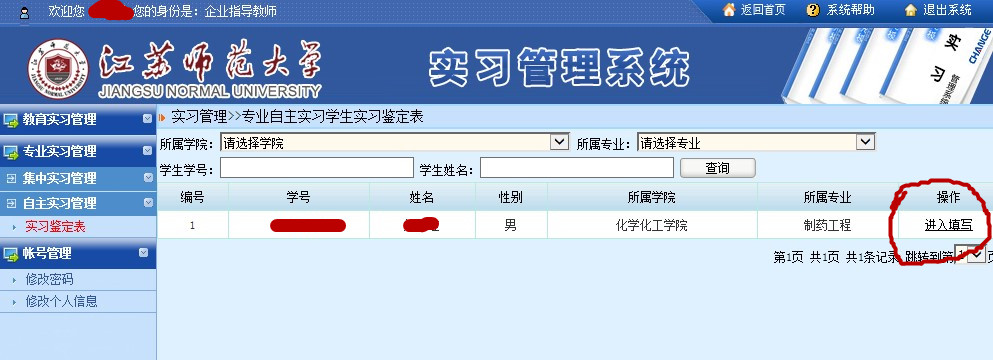 欢迎您 您的身份是：企业指导教师 返回首页 系统帮助 退出系统
江苏师范大学
JIANGSU NORMAL UNIVERSITY
实习管理系统
实习
管理系统
CHANGE
教育实习管理
专业实习管理
集中实习管理
自主实习管理
实习鉴定表
帐号管理
修改密码
修改个人信息
实习管理>>专业自主实习学生实习鉴定表
所属学院： 请选择学院 所属专业： 请选择专业
学生学号： 学生姓名： 查询
编号 学号 姓名 性别 所属学院 所属专业 操作
1 男 化学化工学院 制药工程 进入填写
第1页 共1页 共1条记录 跳转到第 1 页